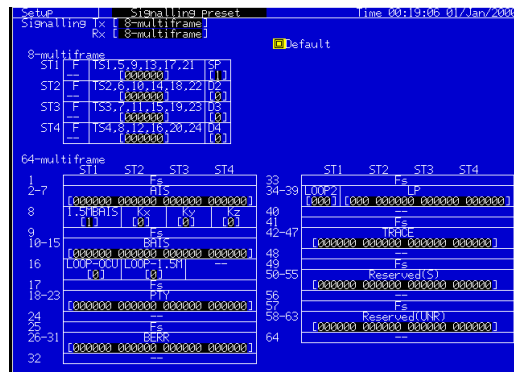 Setup Signalling Preset Time 00:19:06 01/Jan/2000
Signalling Tx [ 8-multiframe]
Rx [ 8-multiframe]
Default
8-multiframe
ST1 F TS1,5,9,13,17,21 SP
-- [000000] [1]
ST2 F TS2,6,10,14,18,22 D2
-- [000000] [0]
ST3 F TS3,7,11,15,19,23 D3
-- [000000] [0]
ST4 F TS4,8,12,16,20,24 D4
-- [000000] [0]
64-multiframe
ST1 ST2 ST3 ST4 ST1 ST2 ST3 ST4
1 Fs 33 Fs
2-7 AIS 34-39 LOOP2 LP
[000000 000000 000000 000000] [000] [000 000000 000000 000000]
8 1.5MBAIS Kx Ky Kz 40 --
[1] [0] [0] [0] 41 Fs
9 Fs 42-47 TRACE
10-15 BAIS [000000 000000 000000 000000]
[000000 000000 000000 000000] 48 --
16 LOOP-OCU LOOP-1.5M -- 49 Fs
[0] [0] 50-55 Reserved(S)
17 Fs [000000 000000 000000 000000]
18-23 PTY 56 --
[000000 000000 000000 000000] 57 Fs
24 -- 58-63 Reserved(UNR)
25 Fs [000000 000000 000000 000000]
26-31 BERR 64 --
[000000 000000 000000 000000]
32 --